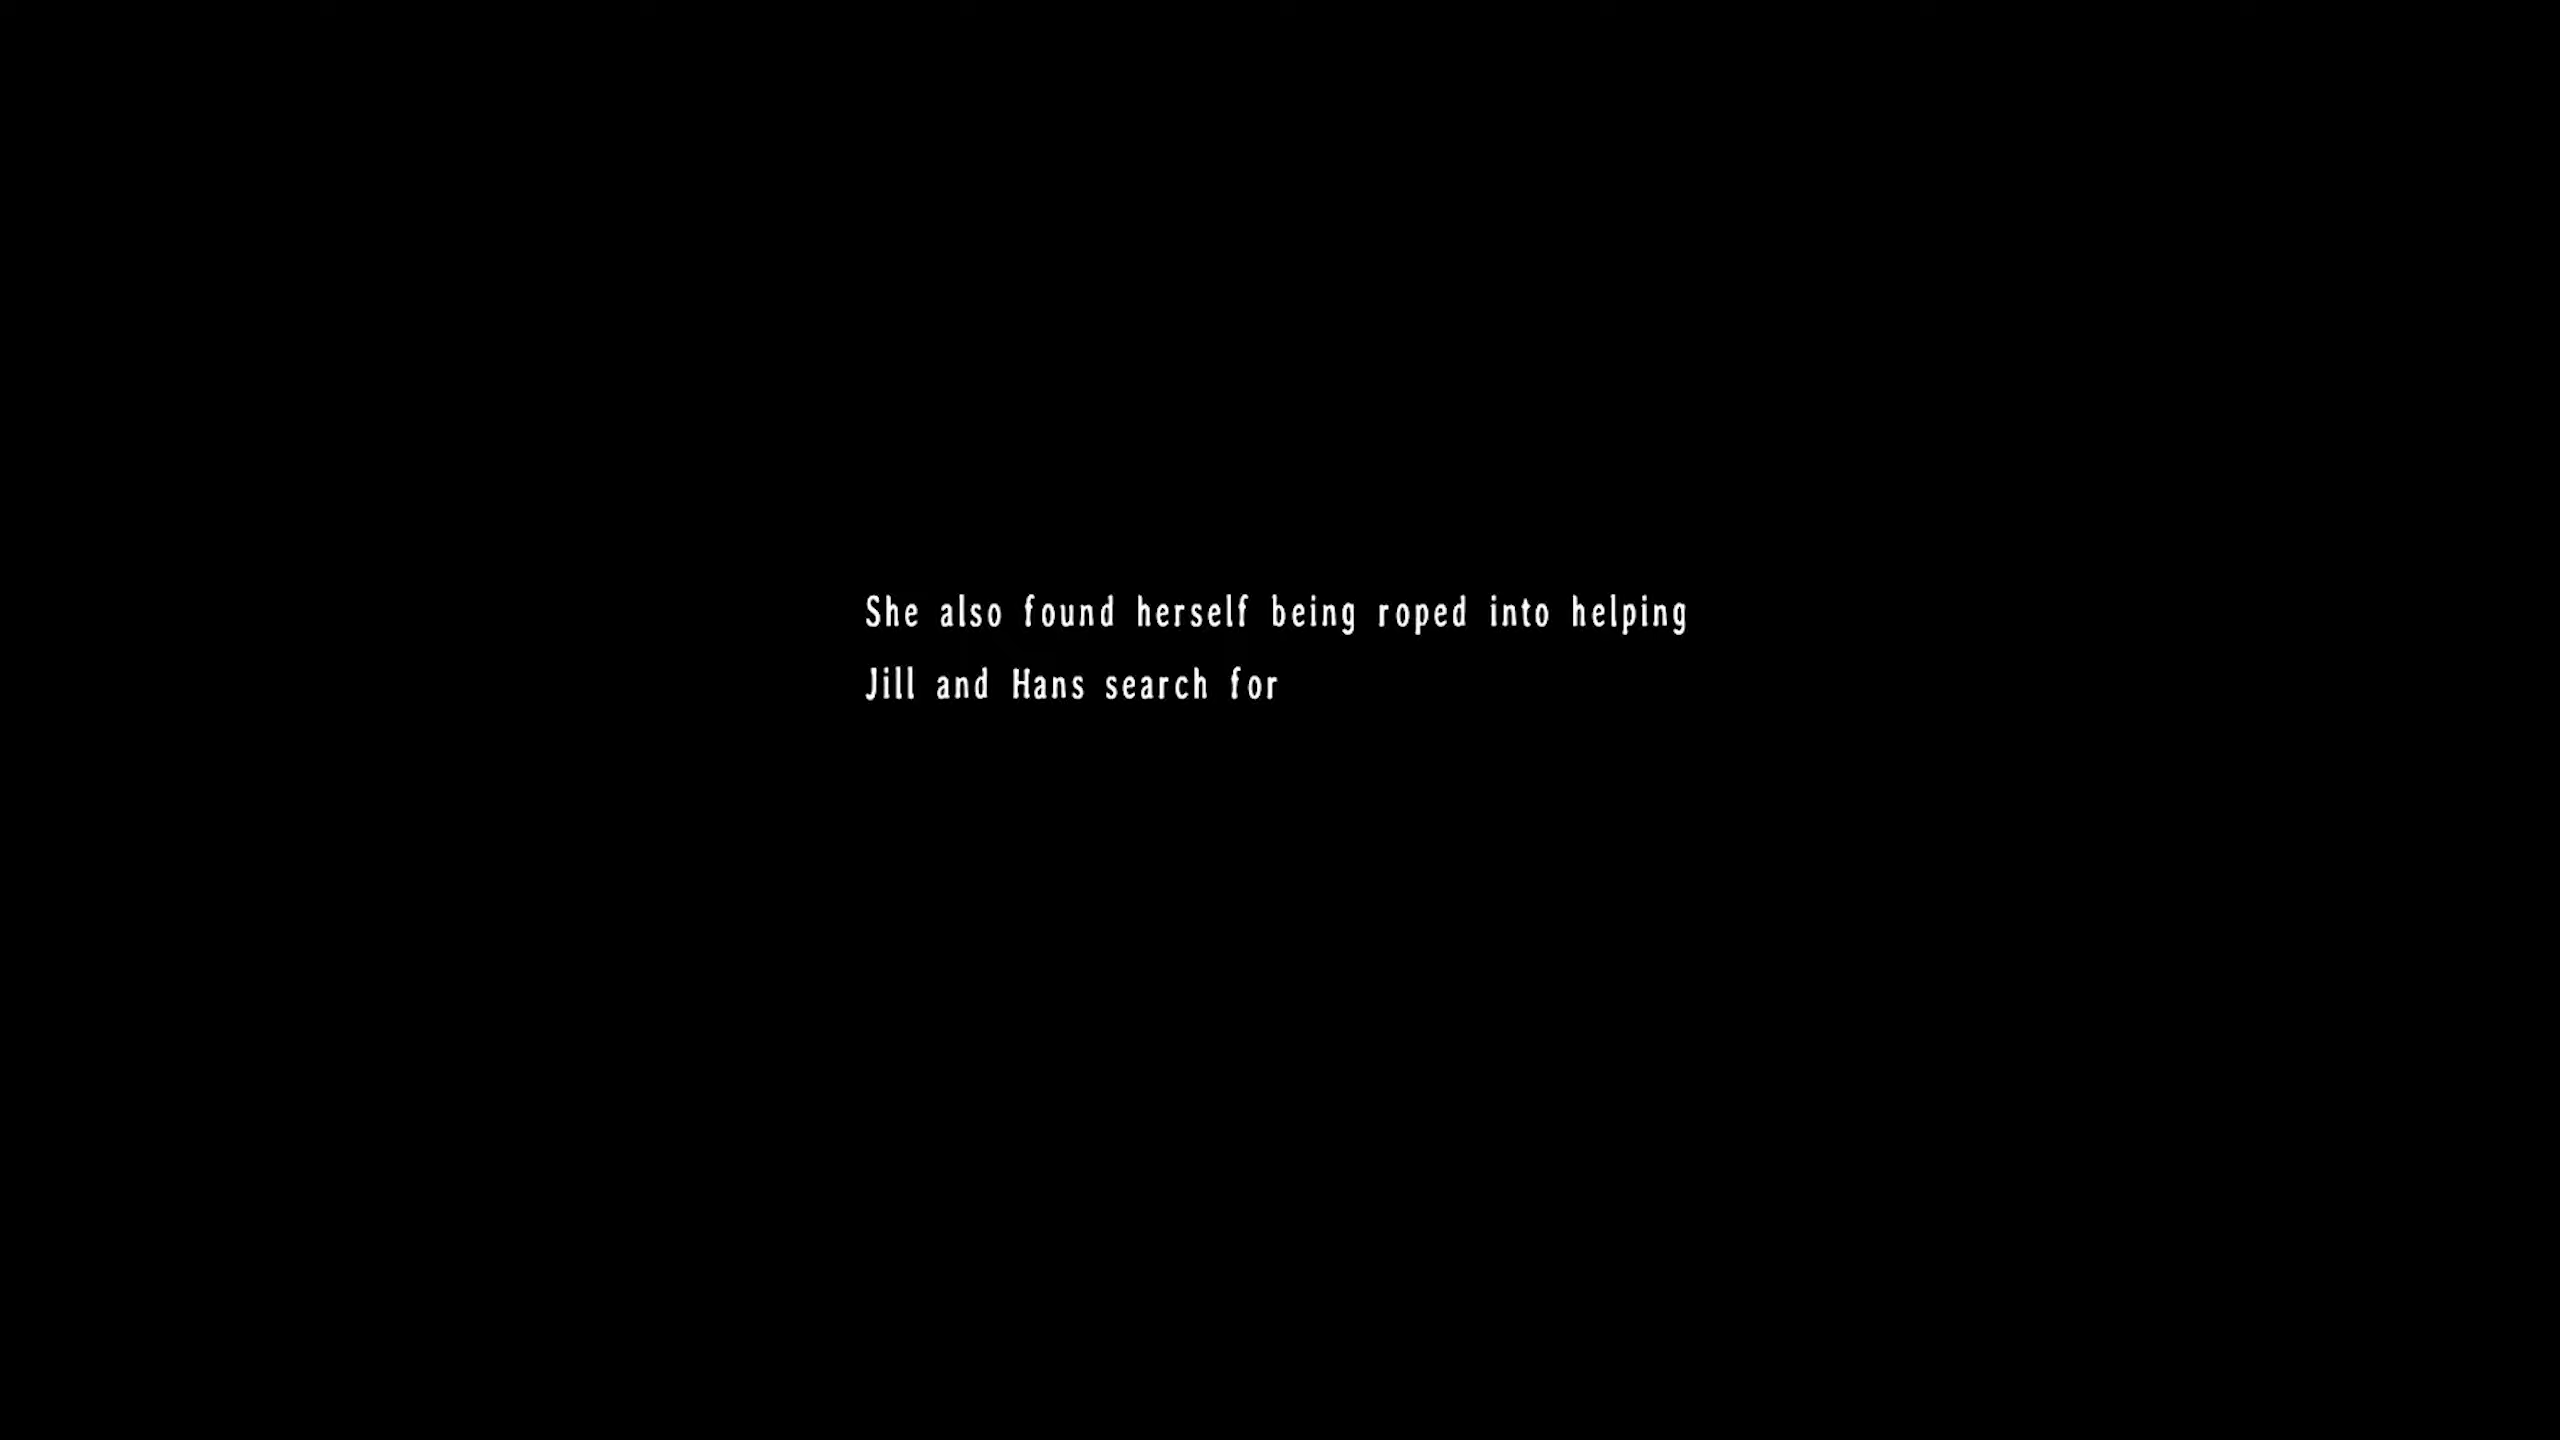 She also found herself being roped into helping
Jill and Hans search for